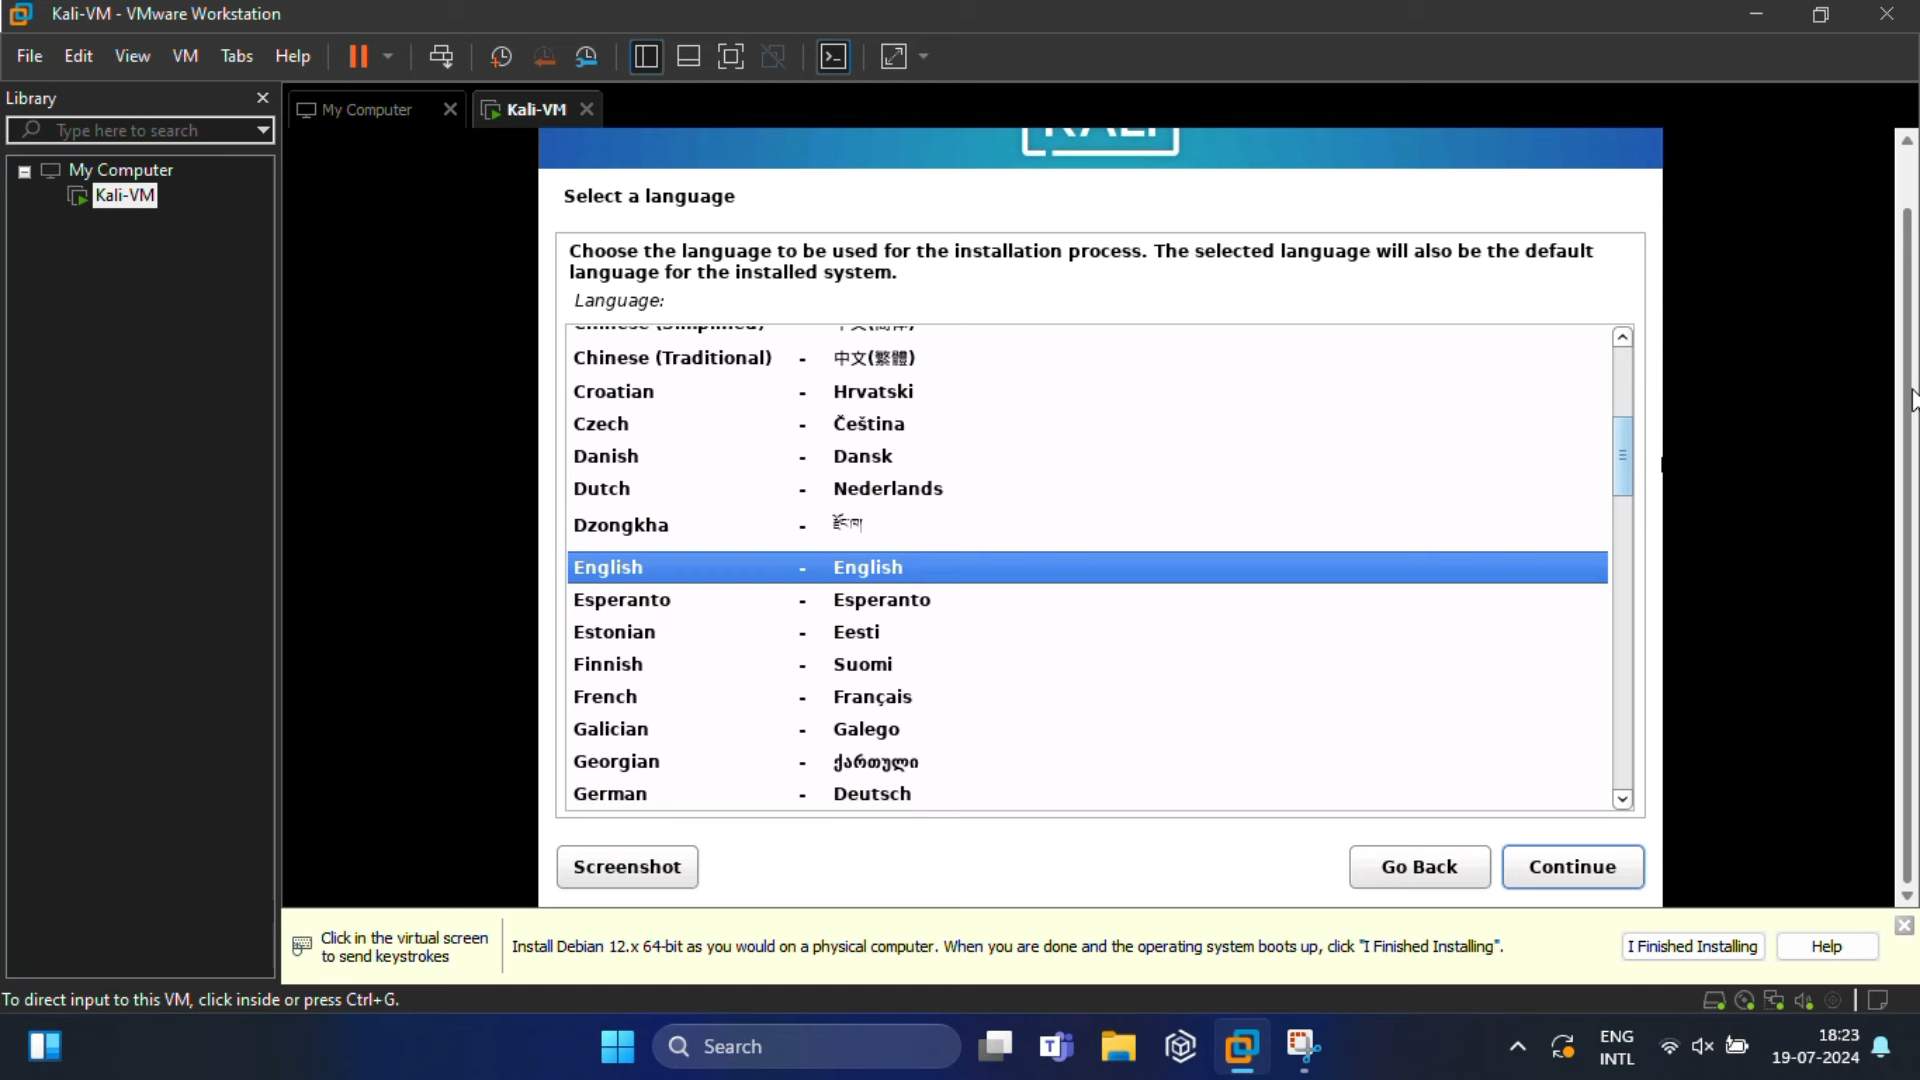 Kali-VM - VMware Workstation
File Edit View VM Tabs Help
Library
My Computer
Kali-VM
Type here to search
My Computer
Kali-VM
KALI
Select a language
Choose the language to be used for the installation process. The selected language will also be the default
language for the installed system.
Language:
Chinese (Simplified) - 中文(简体)
Chinese (Traditional) - 中文(繁體)
Croatian - Hrvatski
Czech - Čeština
Danish - Dansk
Dutch - Nederlands
Dzongkha - རྫོང་ཁ།
English - English
Esperanto - Esperanto
Estonian - Eesti
Finnish - Suomi
French - Français
Galician - Galego
Georgian - ქართული
German - Deutsch
Screenshot
Go Back
Continue
Click in the virtual screen
to send keystrokes
Install Debian 12.x 64-bit as you would on a physical computer. When you are done and the operating system boots up, click "I Finished Installing".
I Finished Installing
Help
To direct input to this VM, click inside or press Ctrl+G.
Search
ENG
INTL
18:23
19-07-2024